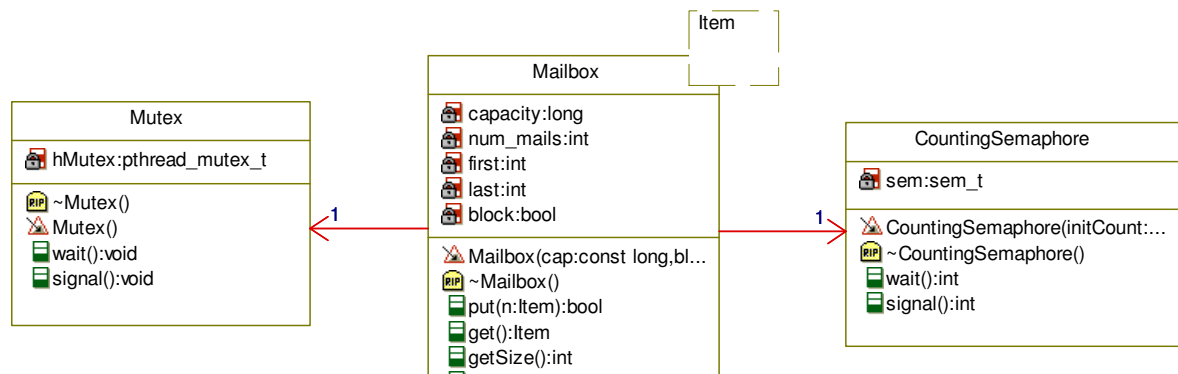 Item
Mailbox
capacity:long
num_mails:int
first:int
last:int
block:bool
Mailbox(cap:const long,bl...
~Mailbox()
put(n:Item):bool
get():Item
getSize():int
Mutex
hMutex:pthread_mutex_t
RIP ~Mutex()
Mutex()
wait():void
signal():void
1
1
CountingSemaphore
sem:sem_t
CountingSemaphore(initCount:...
RIP ~CountingSemaphore()
wait():int
signal():int